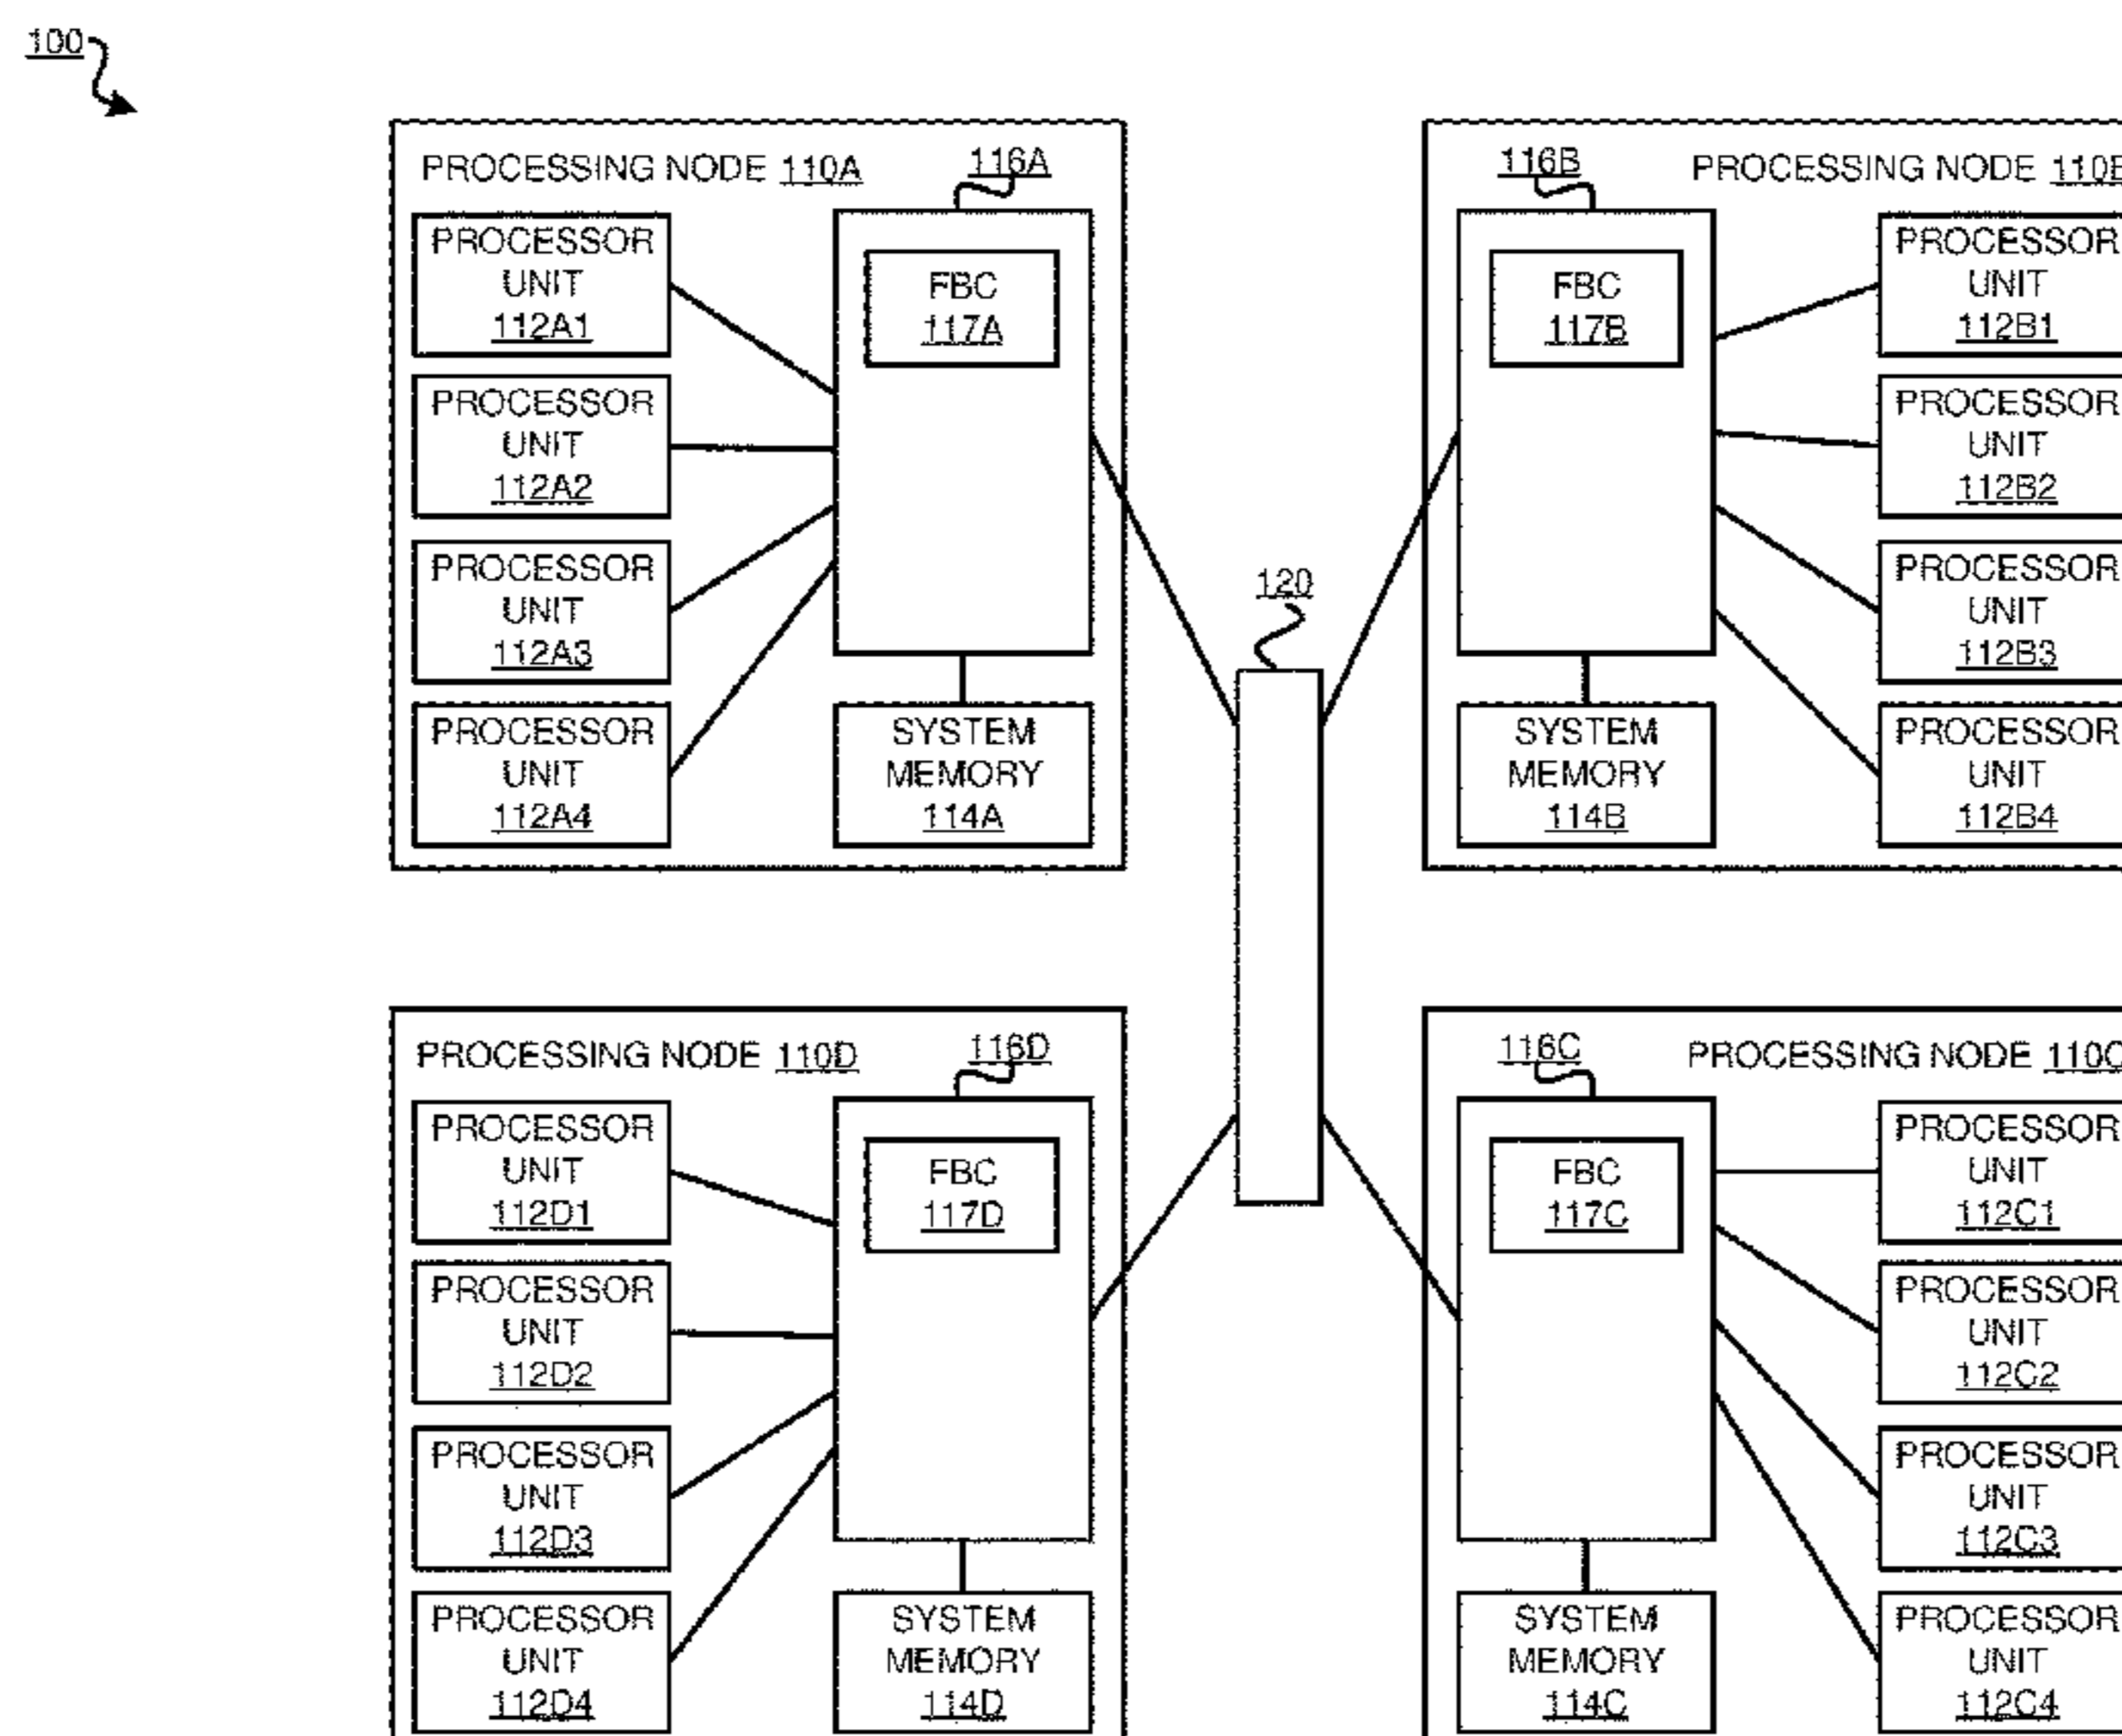 100
PROCESSING NODE 110A
116A
PROCESSOR
UNIT
112A1
PROCESSOR
UNIT
112A2
PROCESSOR
UNIT
112A3
PROCESSOR
UNIT
112A4
FBC
117A
SYSTEM
MEMORY
114A
116B
PROCESSING NODE 110B
FBC
117B
SYSTEM
MEMORY
114B
PROCESSOR
UNIT
112B1
PROCESSOR
UNIT
112B2
PROCESSOR
UNIT
112B3
PROCESSOR
UNIT
112B4
120
PROCESSING NODE 110D
116D
PROCESSOR
UNIT
112D1
PROCESSOR
UNIT
112D2
PROCESSOR
UNIT
112D3
PROCESSOR
UNIT
112D4
FBC
117D
SYSTEM
MEMORY
114D
116C
PROCESSING NODE 110C
FBC
117C
SYSTEM
MEMORY
114C
PROCESSOR
UNIT
112C1
PROCESSOR
UNIT
112C2
PROCESSOR
UNIT
112C3
PROCESSOR
UNIT
112C4